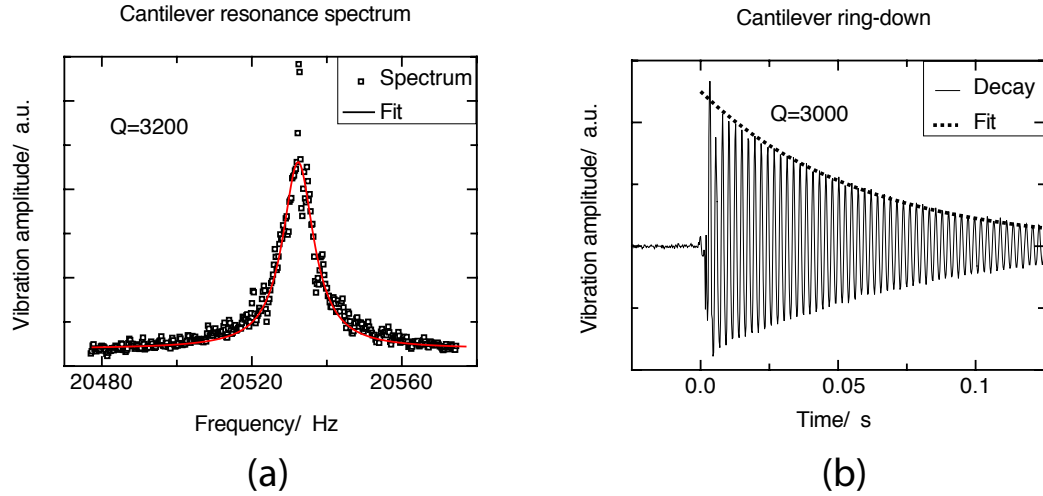 Cantilever resonance spectrum
Spectrum
Fit
Q=3200
Vibration amplitude/ a.u.
20480
20520
20560
Frequency/ Hz
(a)
Cantilever ring-down
Decay
Fit
Q=3000
Vibration amplitude/ a.u.
0.0
0.05
0.1
Time/ s
(b)